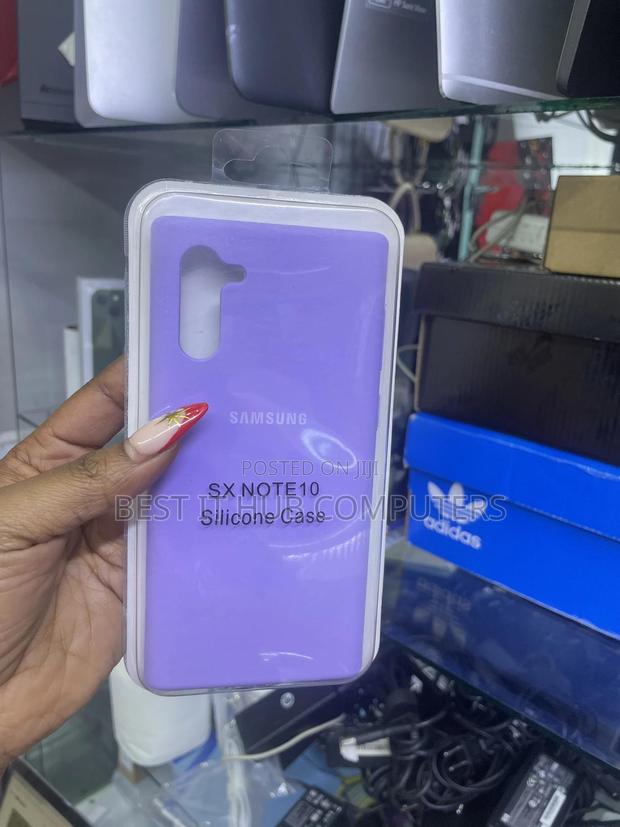 SAMSUNG
POSTED ON JIJI
SX NOTE10
BEST IT HUB COMPUTERS
Silicone Case
adidas